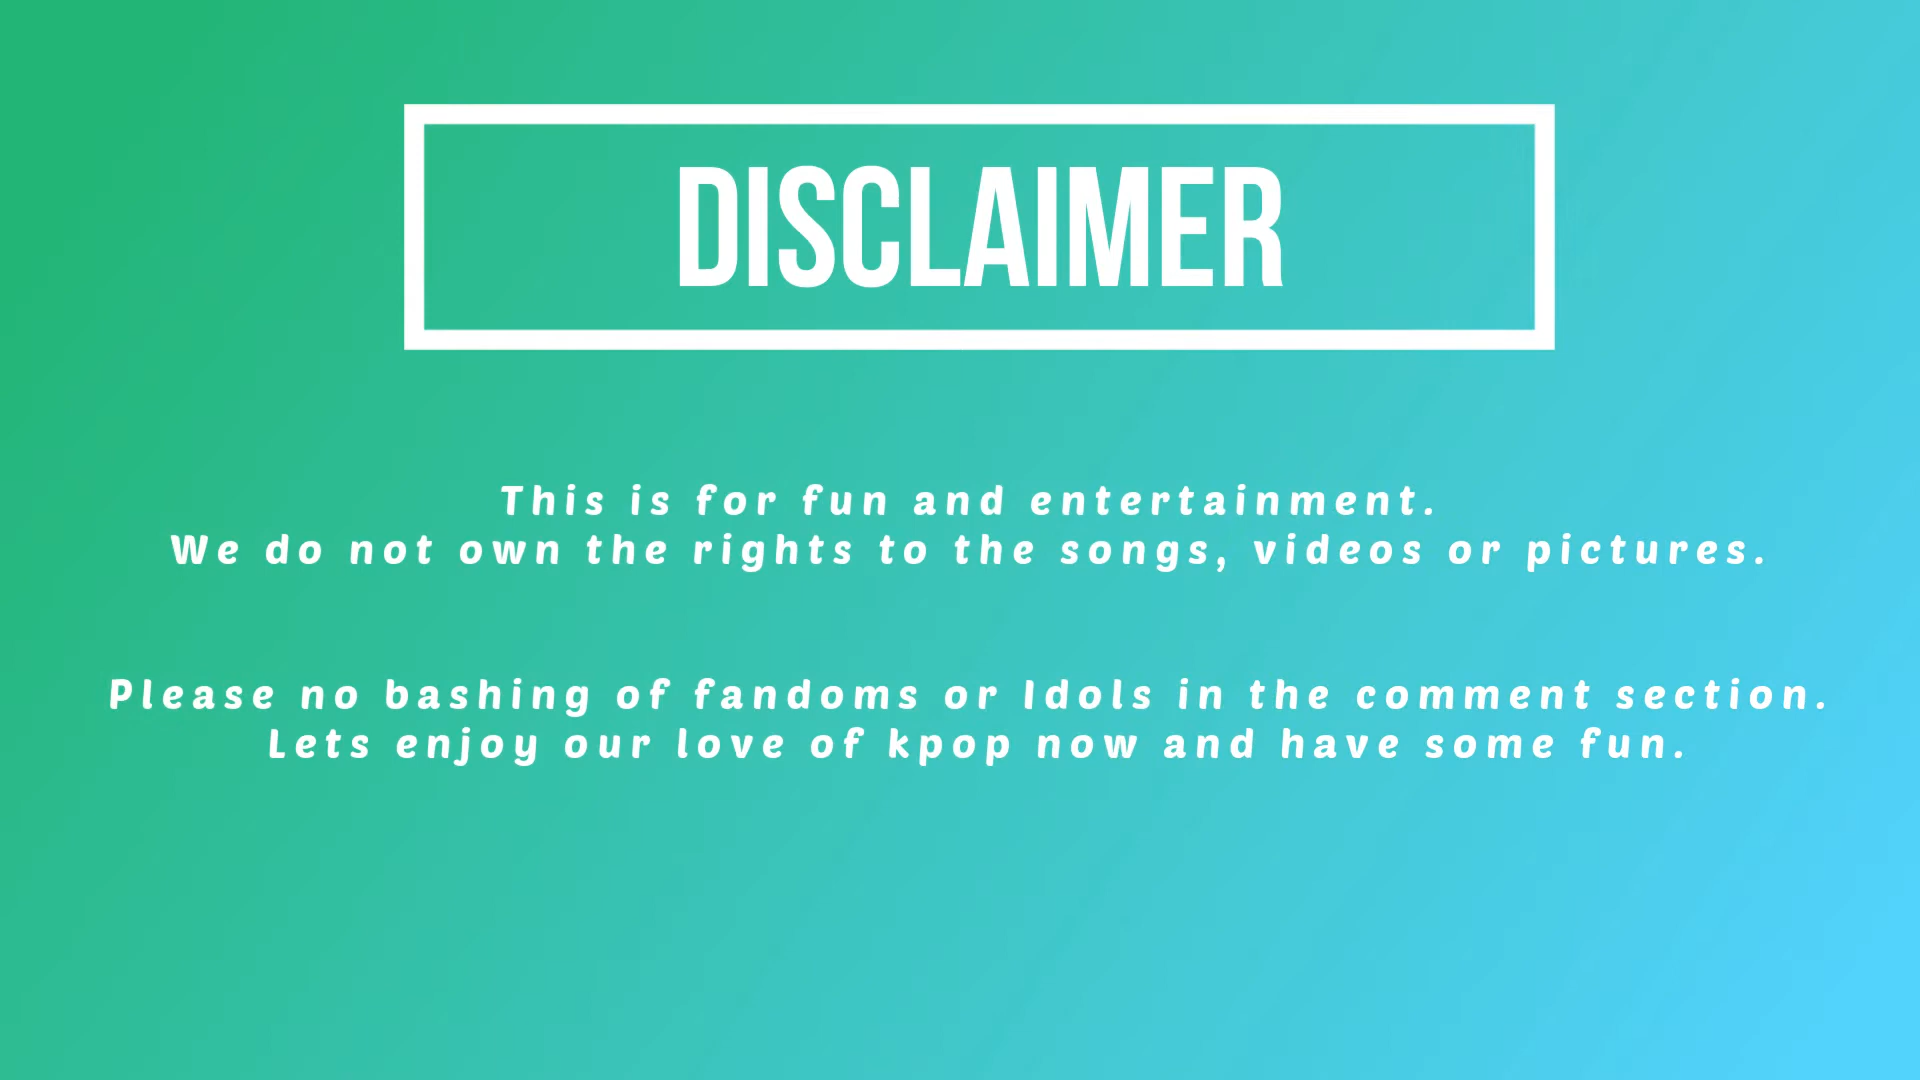 DISCLAIMER
This is for fun and entertainment.
We do not own the rights to the songs, videos or pictures.
Please no bashing of fandoms or Idols in the comment section.
Lets enjoy our love of kpop now and have some fun.